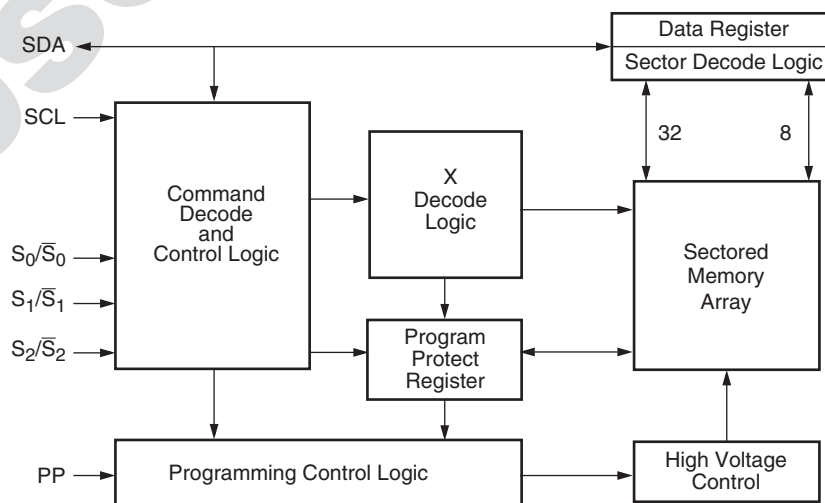 SDA
Data Register
Sector Decode Logic
SCL
32
8
Command
Decode
and
Control Logic
X
Decode
Logic
Sectored
Memory
Array
S0/S̅0
S1/S̅1
S2/S̅2
Program
Protect
Register
PP
Programming Control Logic
High Voltage
Control